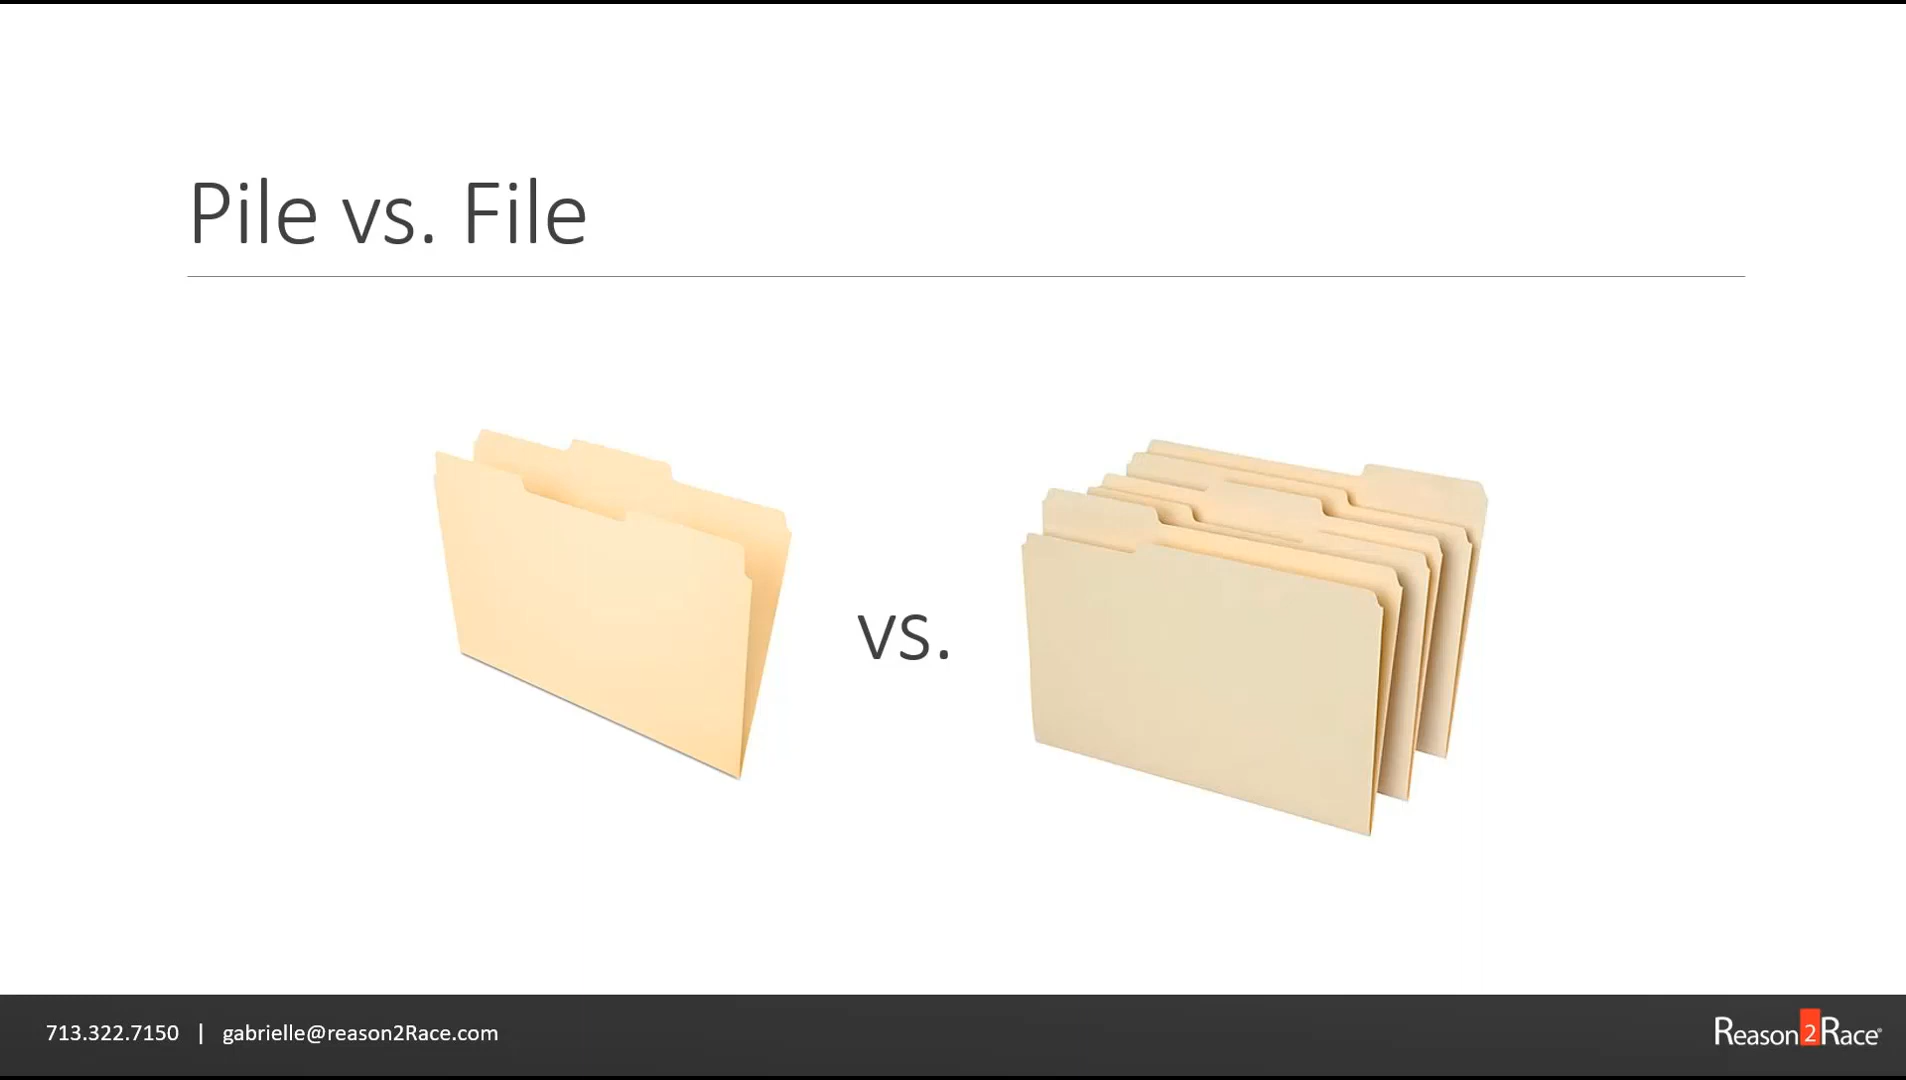 Pile vs. File
vs.
713.322.7150 | gabrielle@reason2Race.com
Reason2Race®